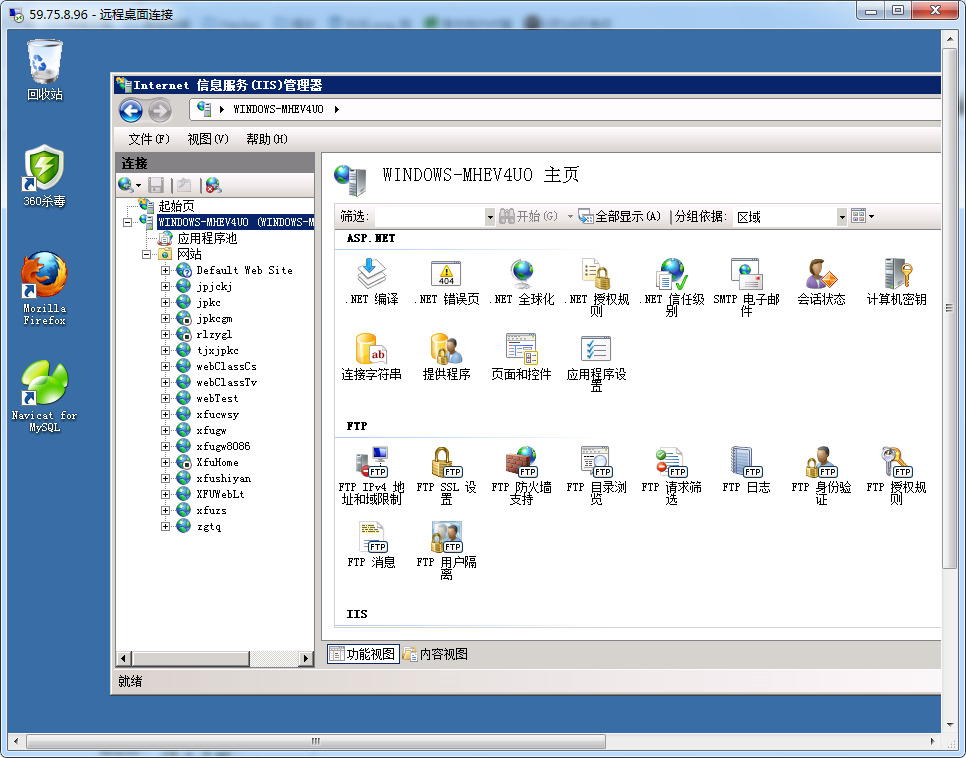 59.75.8.96 - 远程桌面连接
回收站
360杀毒
Mozilla
Firefox
Navicat for
MySQL
Internet 信息服务(IIS)管理器
WINDOWS-MHEV4UO
文件(F) 视图(V) 帮助(H)
连接
起始页
WINDOWS-MHEV4UO (WINDOWS-M
应用程序池
网站
Default Web Site
jpjckj
jpkc
jpkcgm
rlzygl
tjxjpkc
webClassCs
webClassTv
webTest
xfucwsy
xfugw
xfugw8086
XfuHome
xfushiyan
XFUWebLt
xfuzs
zgtq
WINDOWS-MHEV4UO 主页
筛选: 开始(G) 全部显示(A) 分组依据: 区域
ASP.NET
.NET 编译
.NET 错误页
404
.NET 全球化
.NET 授权规
则
.NET 信任级
别
SMTP 电子邮
件
会话状态
计算机密钥
连接字符串
ab
提供程序
页面和控件
应用程序设
置
FTP
FTP IPv4 地
址和域限制
FTP SSL 设
置
FTP 防火墙
支持
FTP 目录浏
览
FTP 请求筛
选
FTP 日志
FTP 身份验
证
FTP 授权规
则
FTP 消息
FTP 用户隔
离
IIS
功能视图 内容视图
就绪